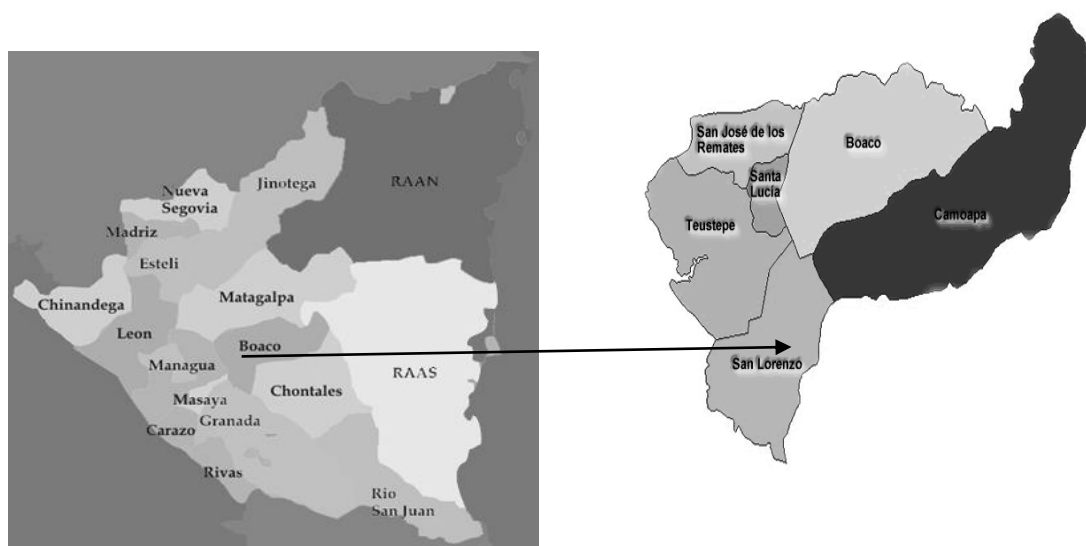 Jinotega
RAAN
Nueva
Segovia
Madriz
Esteli
Chinandega
Matagalpa
Leon
Boaco
Managua
RAAS
Chontales
Masaya
Granada
Carazo
Rivas
Rio
San Juan
San José de los
Remates
Boaco
Santa
Lucía
Camoapa
Teustepe
San Lorenzo